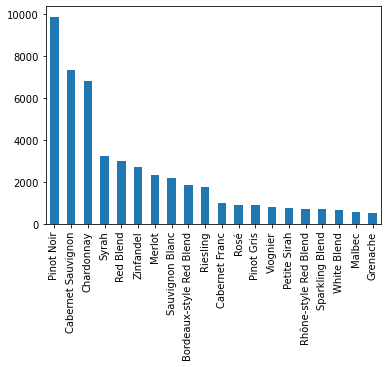 10000
8000
6000
4000
2000
0
Pinot Noir
Cabernet Sauvignon
Chardonnay
Syrah
Red Blend
Zinfandel
Merlot
Sauvignon Blanc
Bordeaux-style Red Blend
Riesling
Cabernet Franc
Rosé
Pinot Gris
Viognier
Petite Sirah
Rhône-style Red Blend
Sparkling Blend
White Blend
Malbec
Grenache